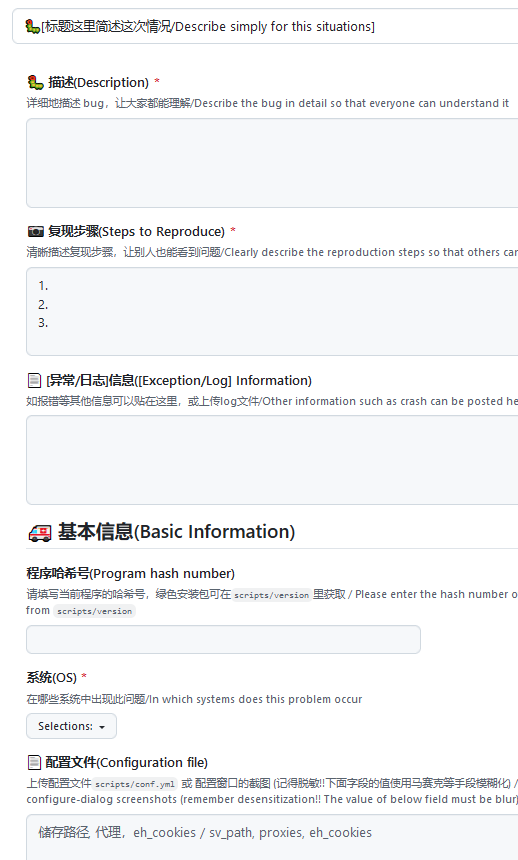 🐛[标题这里简述这次情况/Describe simply for this situations]
🐛 描述(Description) *
详细地描述 bug，让大家都能理解/Describe the bug in detail so that everyone can understand it
📷 复现步骤(Steps to Reproduce) *
清晰描述复现步骤，让别人也能看到问题/Clearly describe the reproduction steps so that others can
1.
2.
3.
📄 [异常/日志]信息([Exception/Log] Information)
如报错等其他信息可以贴在这里，或上传log文件/Other information such as crash can be posted he
🚑 基本信息(Basic Information)
程序哈希号(Program hash number)
请填写当前程序的哈希号，绿色安装包可在 scripts/version 里获取 / Please enter the hash number o
from scripts/version
系统(OS) *
在哪些系统中出现此问题/In which systems does this problem occur
Selections:
📄 配置文件(Configuration file)
上传配置文件 scripts/conf.yml 或 配置窗口的截图 (记得脱敏!! 下面字段的值使用马赛克等手段模糊化) /
configure-dialog screenshots (remember desensitization!! The value of below field must be blur)
储存路径, 代理，eh_cookies / sv_path, proxies, eh_cookies